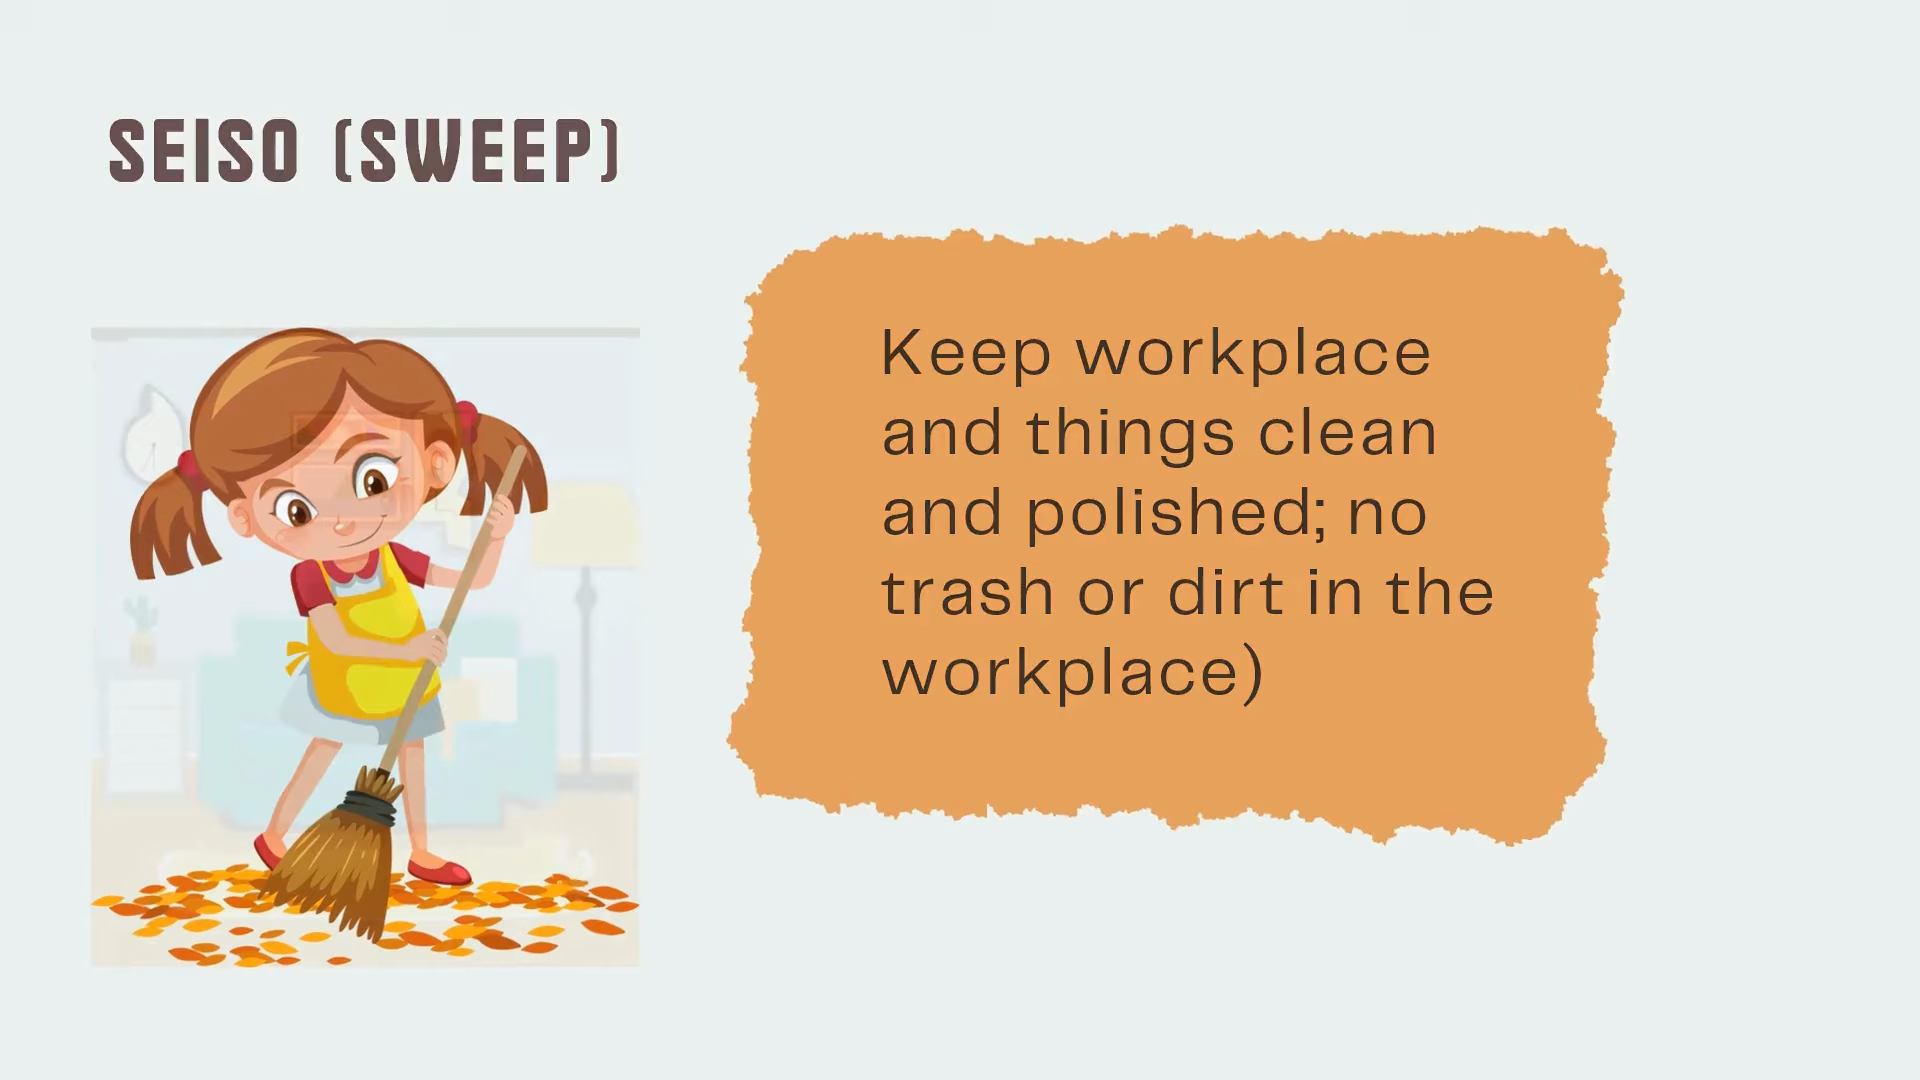 SEISO (SWEEP)
Keep workplace
and things clean
and polished; no
trash or dirt in the
workplace)